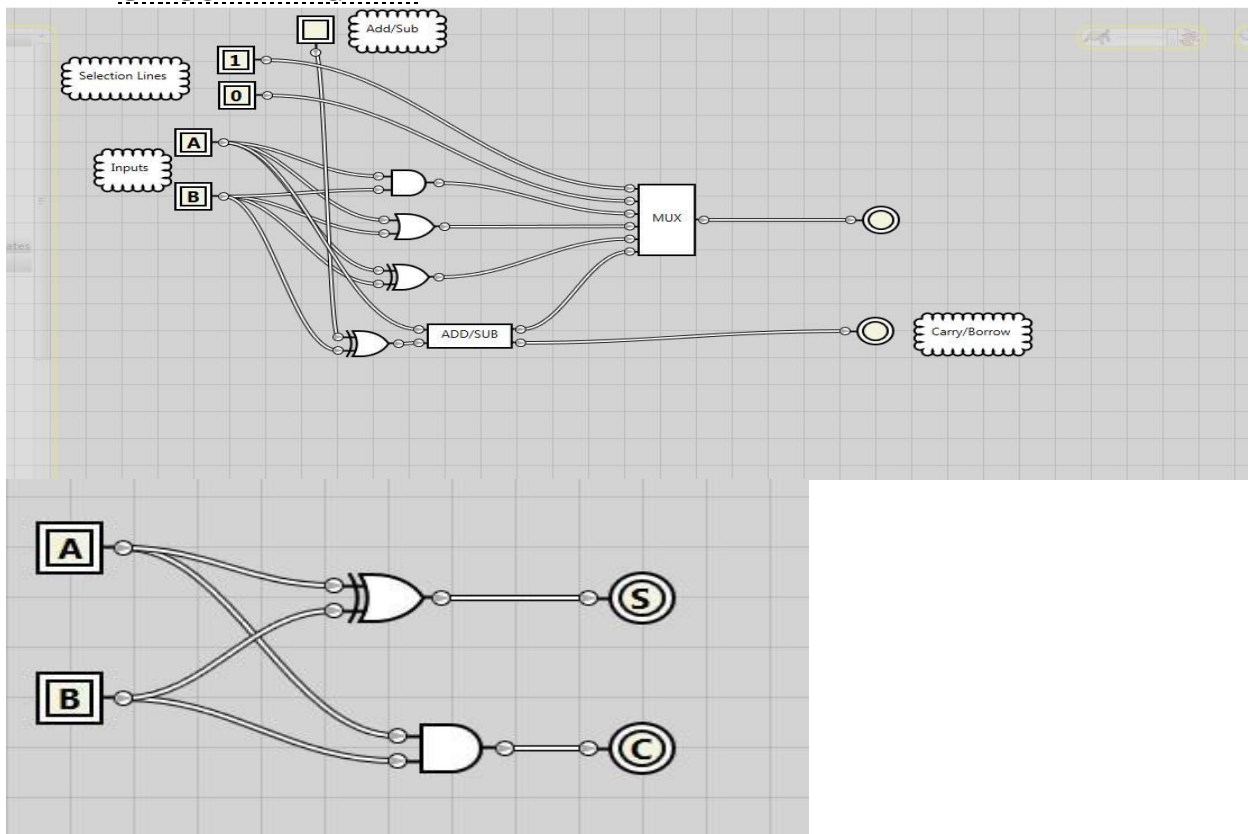 Add/Sub
1
Selection Lines
0
A
Inputs
B
MUX
ADD/SUB
Carry/Borrow
A
S
B
C